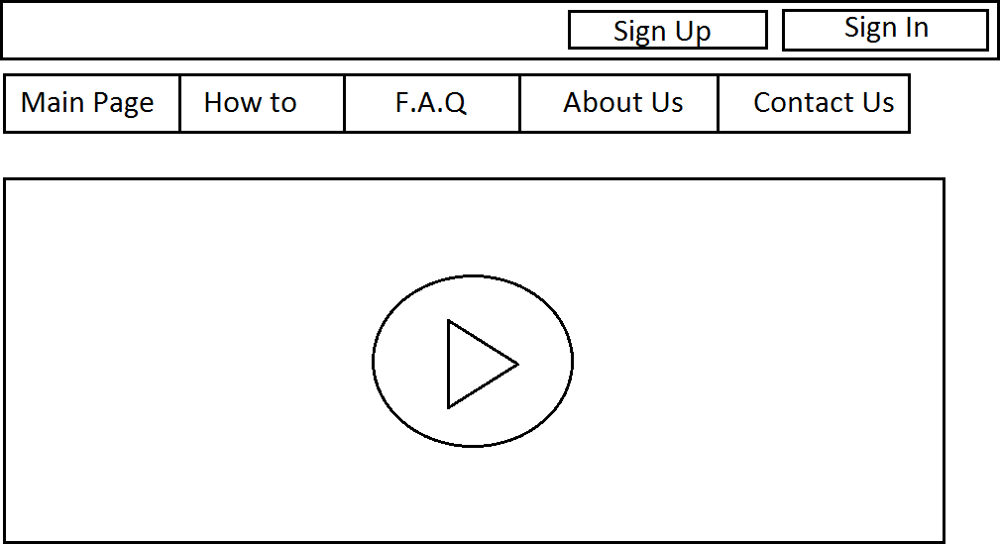 Sign Up
Sign In
Main Page
How to
F.A.Q
About Us
Contact Us